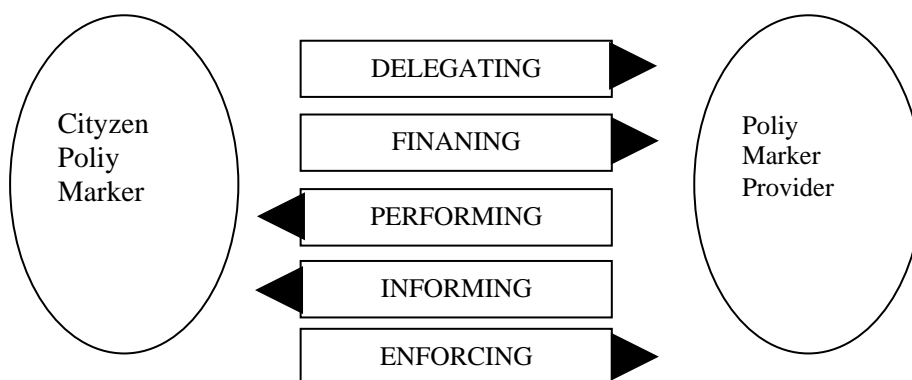 Cityzen
Poliy
Marker
DELEGATING
FINANING
PERFORMING
INFORMING
ENFORCING
Poliy
Marker
Provider